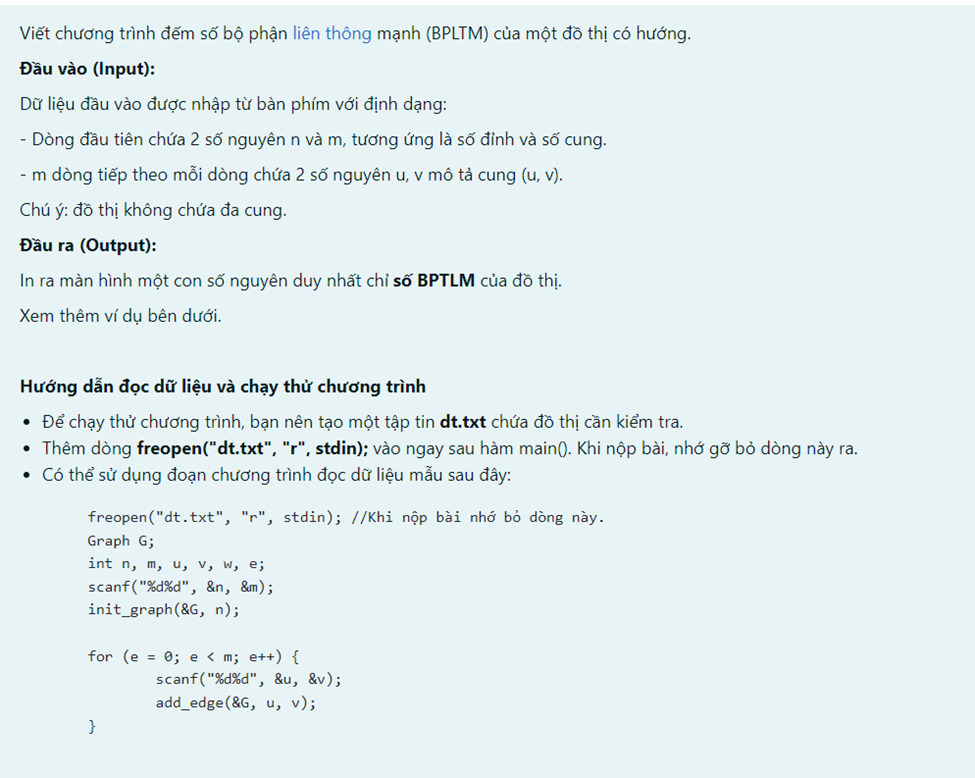 Viết chương trình đếm số bộ phận liên thông mạnh (BPLTM) của một đồ thị có hướng.
Đầu vào (Input):
Dữ liệu đầu vào được nhập từ bàn phím với định dạng:
- Dòng đầu tiên chứa 2 số nguyên n và m, tương ứng là số đỉnh và số cung.
- m dòng tiếp theo mỗi dòng chứa 2 số nguyên u, v mô tả cung (u, v).
Chú ý: đồ thị không chứa đa cung.
Đầu ra (Output):
In ra màn hình một con số nguyên duy nhất chỉ số BPTLM của đồ thị.
Xem thêm ví dụ bên dưới.
Hướng dẫn đọc dữ liệu và chạy thử chương trình
• Để chạy thử chương trình, bạn nên tạo một tập tin dt.txt chứa đồ thị cần kiểm tra.
• Thêm dòng freopen("dt.txt", "r", stdin); vào ngay sau hàm main(). Khi nộp bài, nhớ gỡ bỏ dòng này ra.
• Có thể sử dụng đoạn chương trình đọc dữ liệu mẫu sau đây:
freopen("dt.txt", "r", stdin); //Khi nộp bài nhớ bỏ dòng này.
Graph G;
int n, m, u, v, w, e;
scanf("%d%d", &n, &m);
init_graph(&G, n);
for (e = 0; e < m; e++) {
scanf("%d%d", &u, &v);
add_edge(&G, u, v);
}